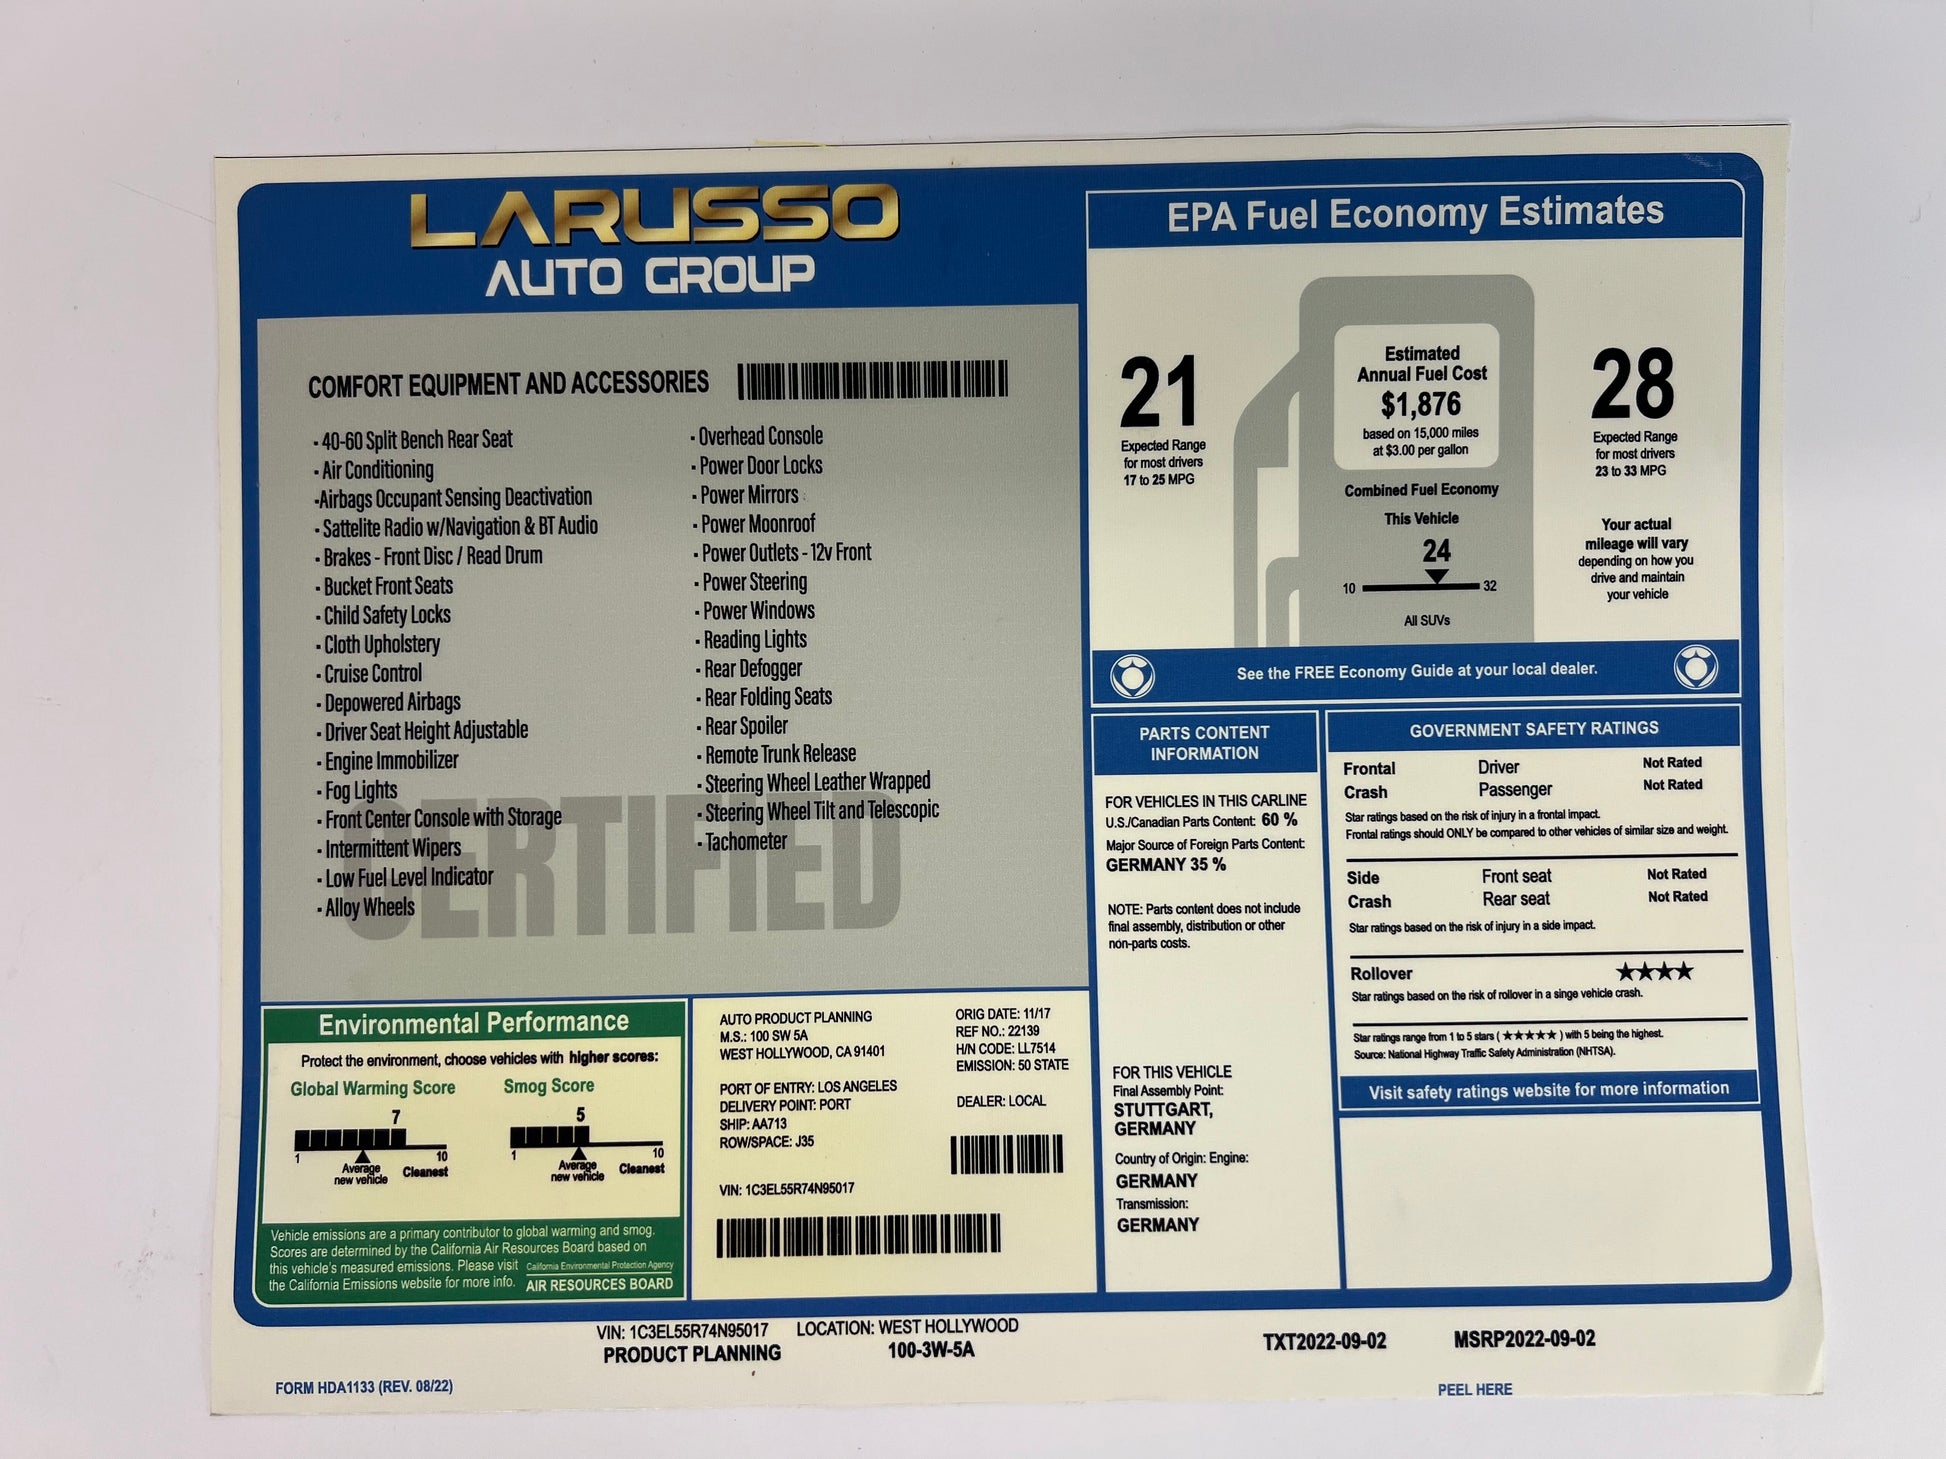 LARUSSO
AUTO GROUP
COMFORT EQUIPMENT AND ACCESSORIES
· 40-60 Split Bench Rear Seat
· Air Conditioning
·Airbags Occupant Sensing Deactivation
· Sattelite Radio w/Navigation & BT Audio
· Brakes - Front Disc / Read Drum
· Bucket Front Seats
· Child Safety Locks
· Cloth Upholstery
· Cruise Control
· Depowered Airbags
· Driver Seat Height Adjustable
· Engine Immobilizer
· Fog Lights
· Front Center Console with Storage
· Intermittent Wipers
· Low Fuel Level Indicator
· Alloy Wheels
· Overhead Console
· Power Door Locks
· Power Mirrors
· Power Moonroof
· Power Outlets - 12v Front
· Power Steering
· Power Windows
· Reading Lights
· Rear Defogger
· Rear Folding Seats
· Rear Spoiler
· Remote Trunk Release
· Steering Wheel Leather Wrapped
· Steering Wheel Tilt and Telescopic
· Tachometer
CERTIFIED
EPA Fuel Economy Estimates
21
Expected Range
for most drivers
17 to 25 MPG
Estimated
Annual Fuel Cost
$1,876
based on 15,000 miles
at $3.00 per gallon
Combined Fuel Economy
This Vehicle
24
10 32
All SUVs
28
Expected Range
for most drivers
23 to 33 MPG
Your actual
mileage will vary
depending on how you
drive and maintain
your vehicle
See the FREE Economy Guide at your local dealer.
PARTS CONTENT
INFORMATION
FOR VEHICLES IN THIS CARLINE
U.S./Canadian Parts Content: 60 %
Major Source of Foreign Parts Content:
GERMANY 35 %
NOTE: Parts content does not include
final assembly, distribution or other
non-parts costs.
FOR THIS VEHICLE
Final Assembly Point:
STUTTGART,
GERMANY
Country of Origin: Engine:
GERMANY
Transmission:
GERMANY
GOVERNMENT SAFETY RATINGS
Frontal Driver Not Rated
Crash Passenger Not Rated
Star ratings based on the risk of injury in a frontal impact.
Frontal ratings should ONLY be compared to other vehicles of similar size and weight.
Side Front seat Not Rated
Crash Rear seat Not Rated
Star ratings based on the risk of injury in a side impact.
Rollover ★★★★
Star ratings based on the risk of rollover in a singe vehicle crash.
Star ratings range from 1 to 5 stars ( ★★★★★ ) with 5 being the highest.
Source: National Highway Traffic Safety Administration (NHTSA).
Visit safety ratings website for more information
Environmental Performance
Protect the environment, choose vehicles with higher scores:
Global Warming Score
7
1 10
Average
new vehicle
Cleanest
Smog Score
5
1 10
Average
new vehicle
Cleanest
Vehicle emissions are a primary contributor to global warming and smog.
Scores are determined by the California Air Resources Board based on
this vehicle's measured emissions. Please visit
the California Emissions website for more info.
California Environmental Protection Agency
AIR RESOURCES BOARD
AUTO PRODUCT PLANNING
M.S.: 100 SW 5A
WEST HOLLYWOOD, CA 91401
PORT OF ENTRY: LOS ANGELES
DELIVERY POINT: PORT
SHIP: AA713
ROW/SPACE: J35
VIN: 1C3EL55R74N95017
ORIG DATE: 11/17
REF NO.: 22139
H/N CODE: LL7514
EMISSION: 50 STATE
DEALER: LOCAL
VIN: 1C3EL55R74N95017 LOCATION: WEST HOLLYWOOD
PRODUCT PLANNING 100-3W-5A
TXT2022-09-02 MSRP2022-09-02
FORM HDA1133 (REV. 08/22)
PEEL HERE